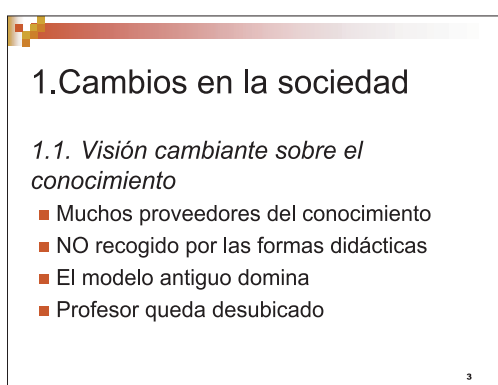 1.Cambios en la sociedad
1.1. Visión cambiante sobre el
conocimiento
Muchos proveedores del conocimiento
NO recogido por las formas didácticas
El modelo antiguo domina
Profesor queda desubicado
3